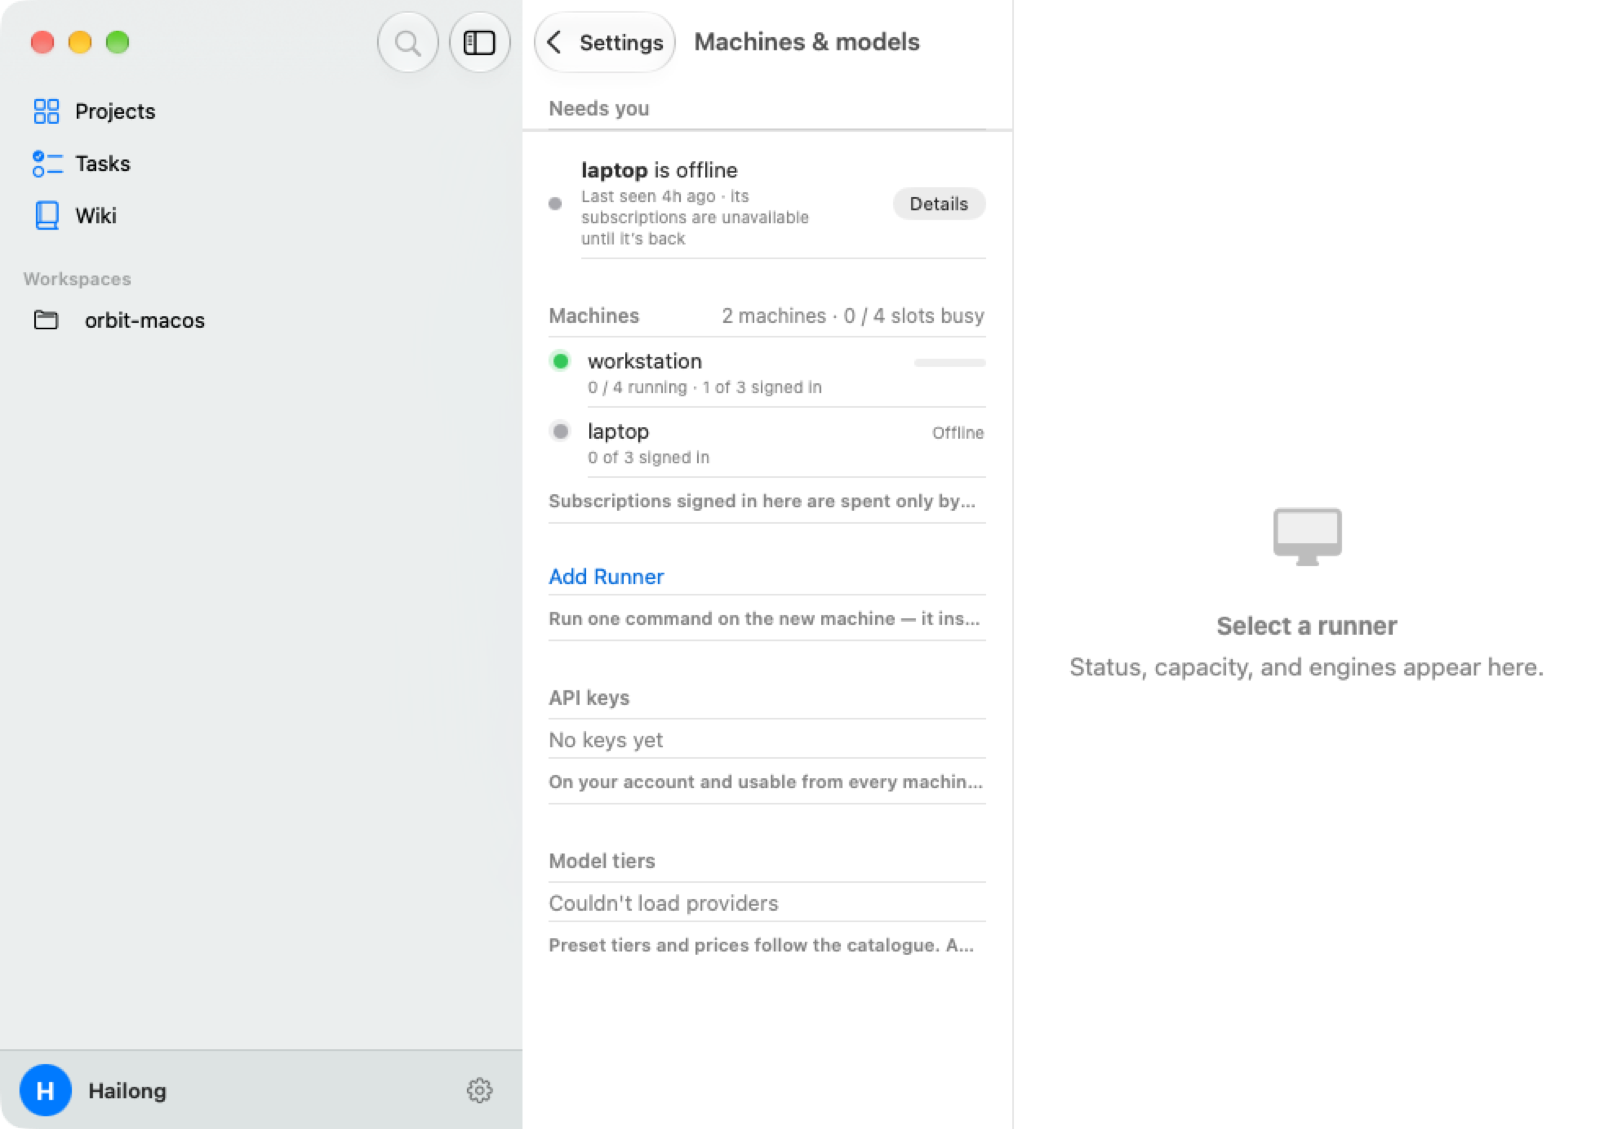 Settings
Machines & models
Projects
Tasks
Wiki
Workspaces
orbit-macos
H
Hailong
Needs you
laptop is offline
Last seen 4h ago · its
subscriptions are unavailable
until it's back
Details
Machines
2 machines · 0 / 4 slots busy
workstation
0 / 4 running · 1 of 3 signed in
laptop
Offline
0 of 3 signed in
Subscriptions signed in here are spent only by...
Add Runner
Run one command on the new machine — it ins...
API keys
No keys yet
On your account and usable from every machin...
Model tiers
Couldn't load providers
Preset tiers and prices follow the catalogue. A...
Select a runner
Status, capacity, and engines appear here.